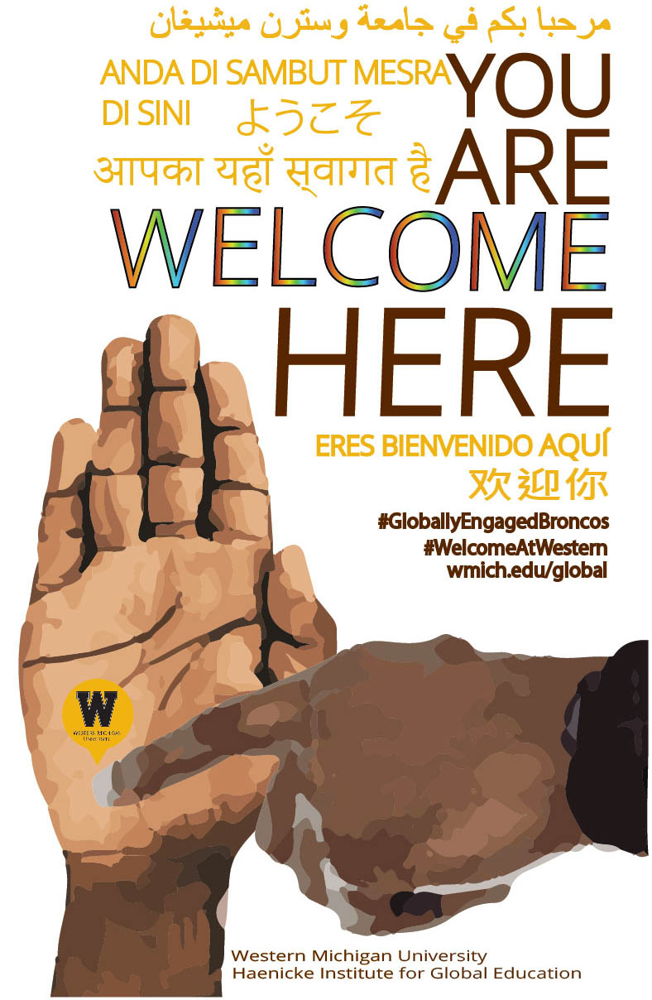 مرحبا بكم في جامعة وسترن ميشيغان
ANDA DI SAMBUT MESRA
DI SINI
ようこそ
आपका यहाँ स्वागत है
YOU
ARE
WELCOME
HERE
ERES BIENVENIDO AQUÍ
欢迎你
#GloballyEngagedBroncos
#WelcomeAtWestern
wmich.edu/global
W
WESTERN MICHIGAN
UNIVERSITY
Western Michigan University
Haenicke Institute for Global Education